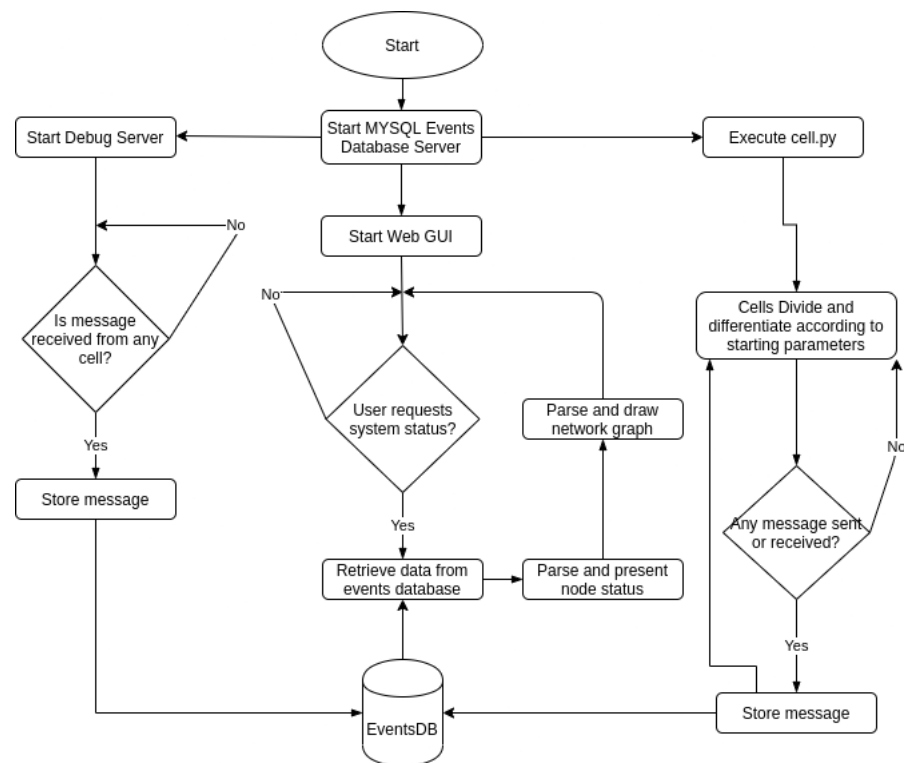 Start
Start Debug Server
Start MYSQL Events
Database Server
Execute cell.py
No
Start Web GUI
No
Cells Divide and
differentiate according to
starting parameters
Is message
received from any
cell?
User requests
system status?
Parse and draw
network graph
No
Yes
Store message
Any message sent
or received?
Yes
Retrieve data from
events database
Parse and present
node status
Yes
EventsDB
Store message